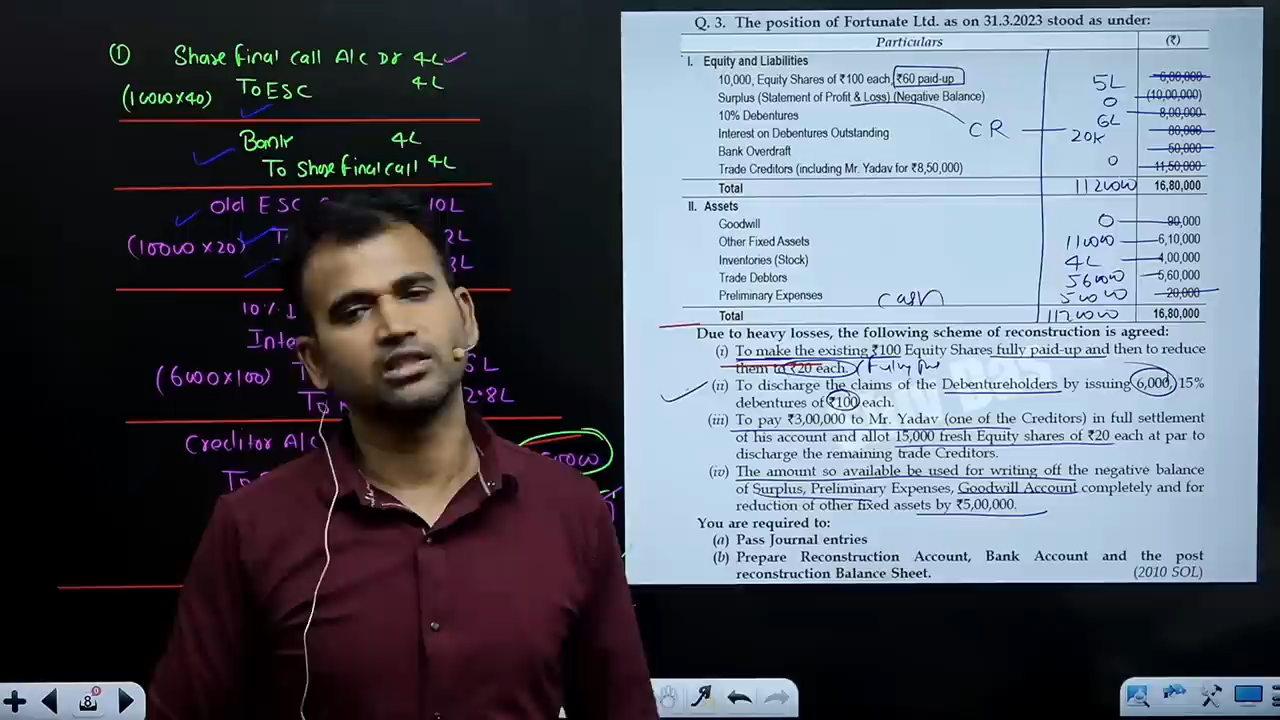 ① Share final call A/c Dr 4L
(10000×40) To ESC 4L
Bank 4L
To Share final call 4L
Old ESC 10L
(10000×20) T 2L
3L
10%
Inte
(6000×100) T
To 2.8L
Creditor A/c
To
Q. 3. The position of Fortunate Ltd. as on 31.3.2023 stood as under:
Particulars (₹)
I. Equity and Liabilities
10,000, Equity Shares of ₹100 each, ₹60 paid-up 5L 6,00,000
Surplus (Statement of Profit & Loss) (Negative Balance) 0 (10,00,000)
10% Debentures 6L 8,00,000
Interest on Debentures Outstanding CR 20K 80,000
Bank Overdraft 50,000
Trade Creditors (including Mr. Yadav for ₹8,50,000) 0 11,50,000
Total 1120000 16,80,000
II. Assets
Goodwill 0 90,000
Other Fixed Assets 110000 6,10,000
Inventories (Stock) 4L 4,00,000
Trade Debtors 560000 5,60,000
Preliminary Expenses cash 50000 20,000
Total 1120000 16,80,000
Due to heavy losses, the following scheme of reconstruction is agreed:
(i) To make the existing ₹100 Equity Shares fully paid-up and then to reduce
them to ₹20 each. Fully
(ii) To discharge the claims of the Debentureholders by issuing 6,000, 15%
debentures of ₹100 each.
(iii) To pay ₹3,00,000 to Mr. Yadav (one of the Creditors) in full settlement
of his account and allot 15,000 fresh Equity shares of ₹20 each at par to
discharge the remaining trade Creditors.
(iv) The amount so available be used for writing off the negative balance
of Surplus, Preliminary Expenses, Goodwill Account completely and for
reduction of other fixed assets by ₹5,00,000.
You are required to:
(a) Pass Journal entries
(b) Prepare Reconstruction Account, Bank Account and the post
reconstruction Balance Sheet. (2010 SOL)
8